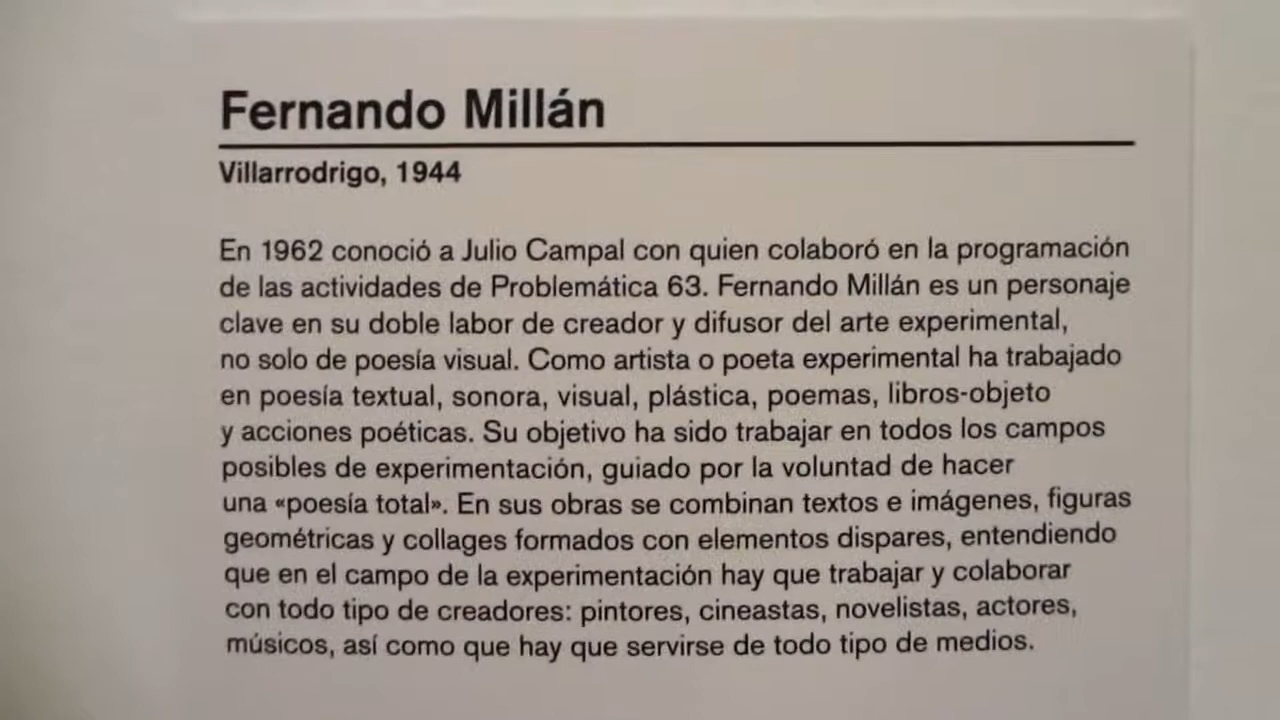 Fernando Millán
Villarrodrigo, 1944
En 1962 conoció a Julio Campal con quien colaboró en la programación
de las actividades de Problemática 63. Fernando Millán es un personaje
clave en su doble labor de creador y difusor del arte experimental,
no solo de poesía visual. Como artista o poeta experimental ha trabajado
en poesía textual, sonora, visual, plástica, poemas, libros-objeto
y acciones poéticas. Su objetivo ha sido trabajar en todos los campos
posibles de experimentación, guiado por la voluntad de hacer
una «poesía total». En sus obras se combinan textos e imágenes, figuras
geométricas y collages formados con elementos dispares, entendiendo
que en el campo de la experimentación hay que trabajar y colaborar
con todo tipo de creadores: pintores, cineastas, novelistas, actores,
músicos, así como que hay que servirse de todo tipo de medios.